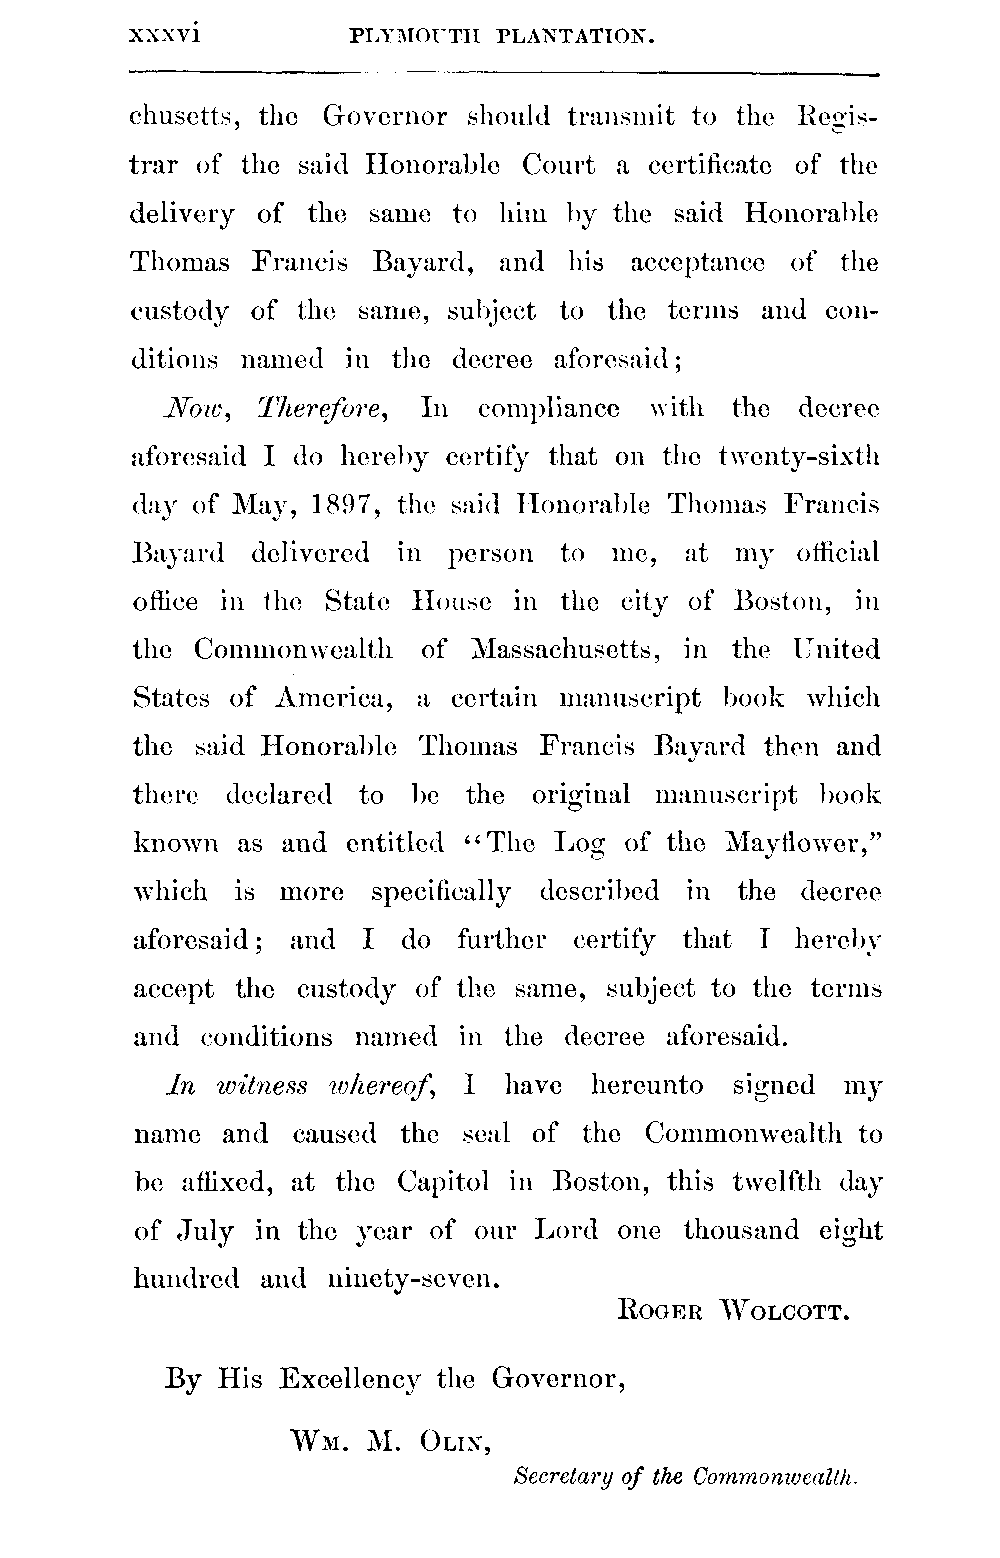 xxxvi PLYMOUTH PLANTATION.
chusetts, the Governor should transmit to the Regis-
trar of the said Honorable Court a certificate of the
delivery of the same to him by the said Honorable
Thomas Francis Bayard, and his acceptance of the
custody of the same, subject to the terms and con-
ditions named in the decree aforesaid;
Now, Therefore, In compliance with the decree
aforesaid I do hereby certify that on the twenty-sixth
day of May, 1897, the said Honorable Thomas Francis
Bayard delivered in person to me, at my official
office in the State House in the city of Boston, in
the Commonwealth of Massachusetts, in the United
States of America, a certain manuscript book which
the said Honorable Thomas Francis Bayard then and
there declared to be the original manuscript book
known as and entitled “The Log of the Mayflower,”
which is more specifically described in the decree
aforesaid; and I do further certify that I hereby
accept the custody of the same, subject to the terms
and conditions named in the decree aforesaid.
In witness whereof, I have hereunto signed my
name and caused the seal of the Commonwealth to
be affixed, at the Capitol in Boston, this twelfth day
of July in the year of our Lord one thousand eight
hundred and ninety-seven.
ROGER WOLCOTT.
By His Excellency the Governor,
WM. M. OLIN,
Secretary of the Commonwealth.